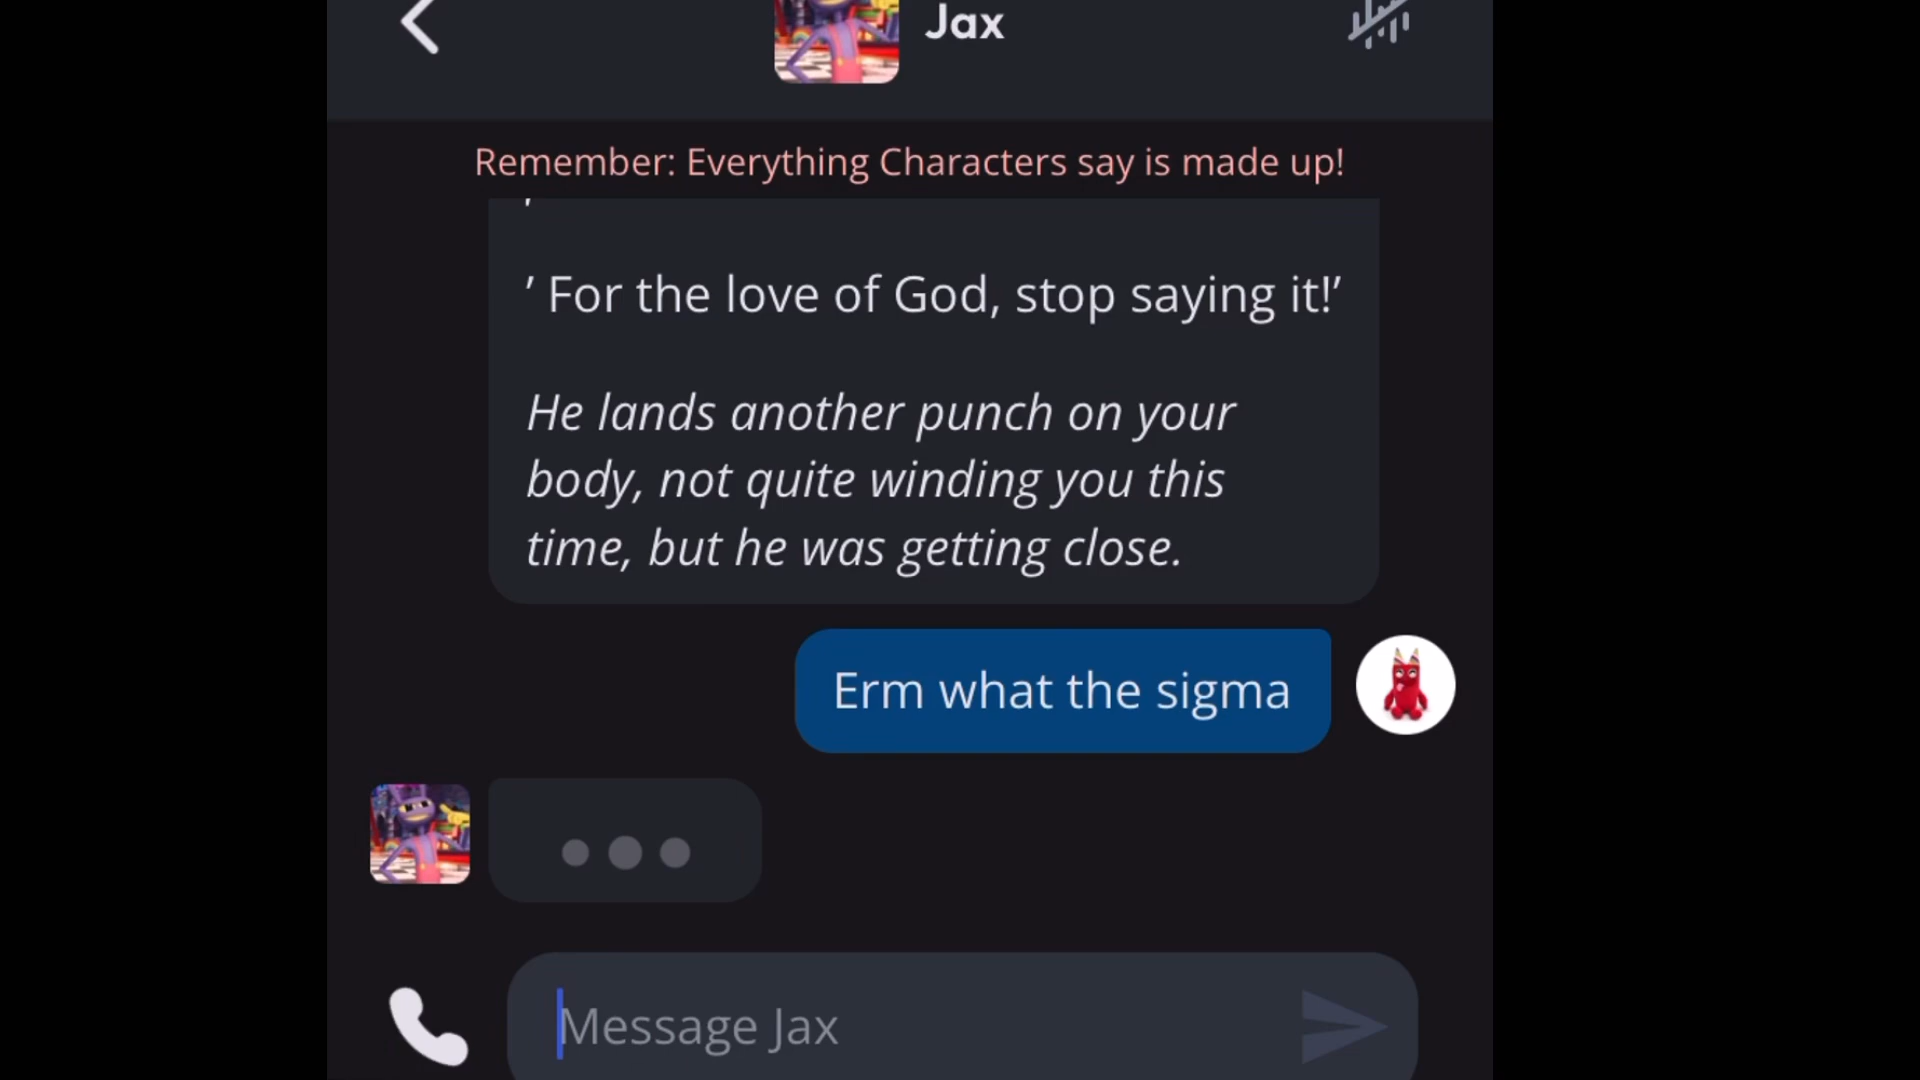 Jax
Remember: Everything Characters say is made up!
’
’ For the love of God, stop saying it!’
He lands another punch on your
body, not quite winding you this
time, but he was getting close.
Erm what the sigma
Message Jax